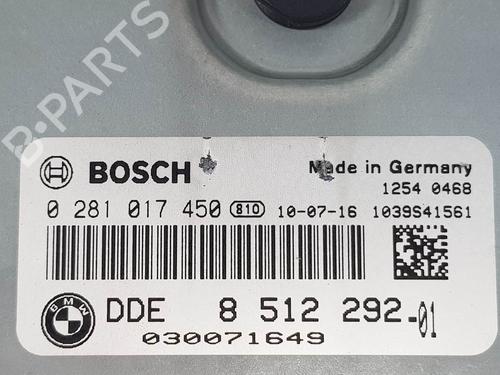 B-PARTS
BOSCH
Made in Germany
1254 0468
0 281 017 450 810 10-07-16 1039S41561
BMW DDE 8 512 292-01
030071649